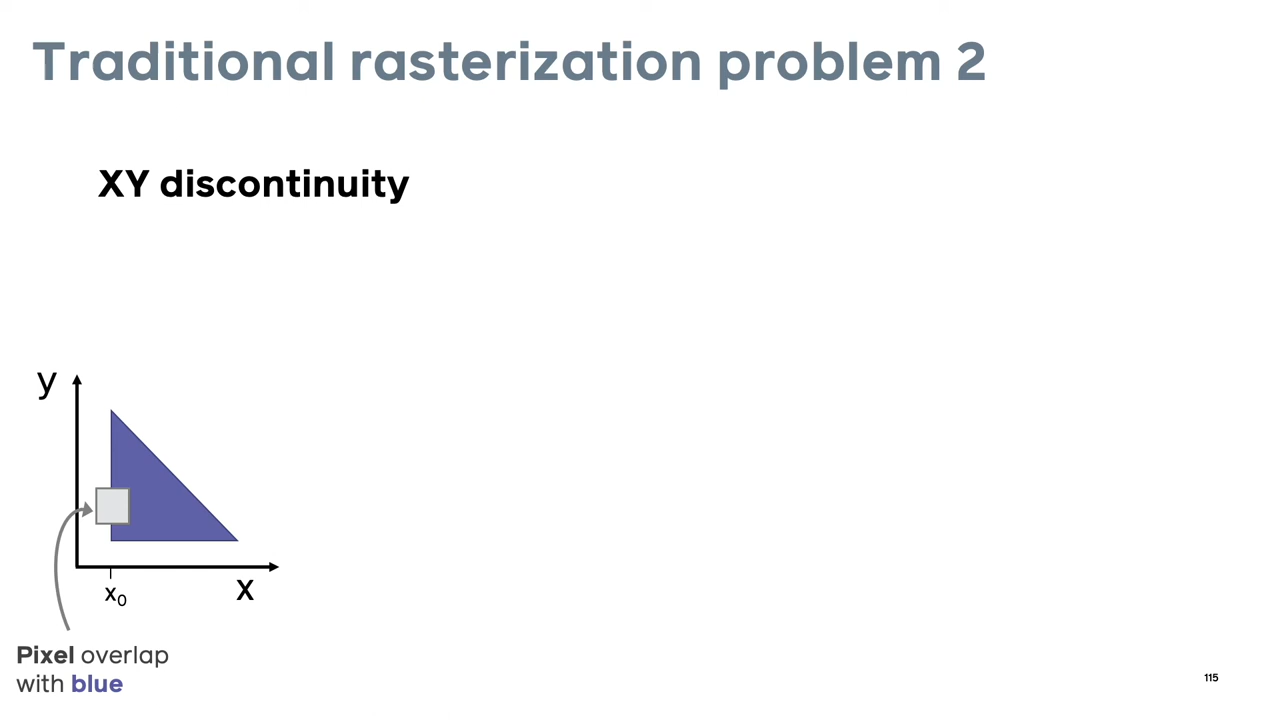 Traditional rasterization problem 2
XY discontinuity
y
x₀
x
Pixel overlap
with blue
115